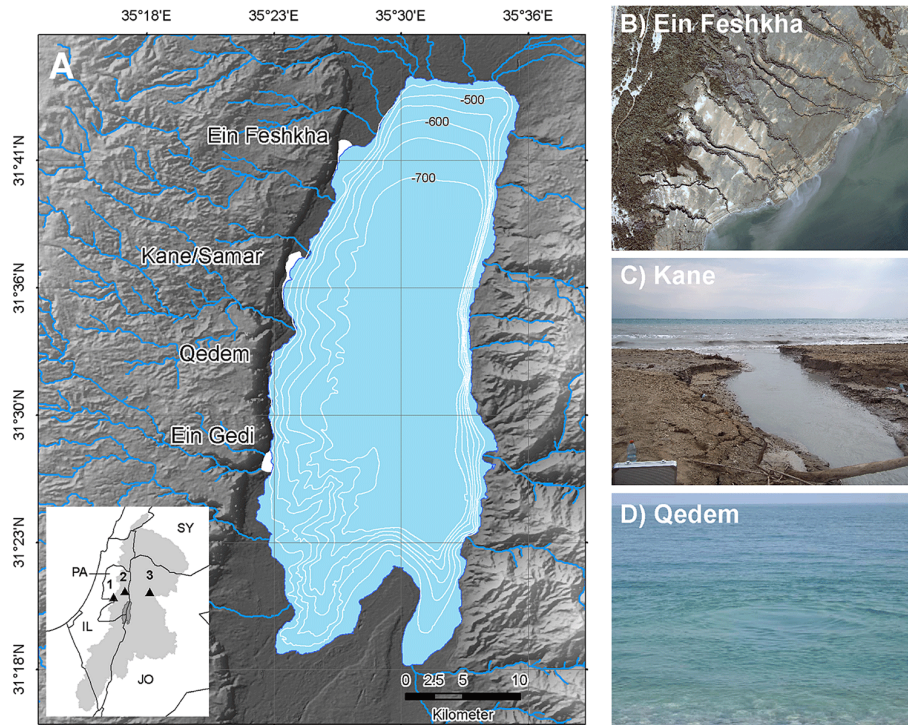 35°18'E
35°23'E
35°30'E
35°36'E
A
31°41'N
31°36'N
31°30'N
31°23'N
31°18'N
-500
-600
-700
Ein Feshkha
Kane/Samar
Qedem
Ein Gedi
SY
PA
1
2
3
IL
JO
0 2.5 5 10
Kilometer
B) Ein Feshkha
C) Kane
D) Qedem